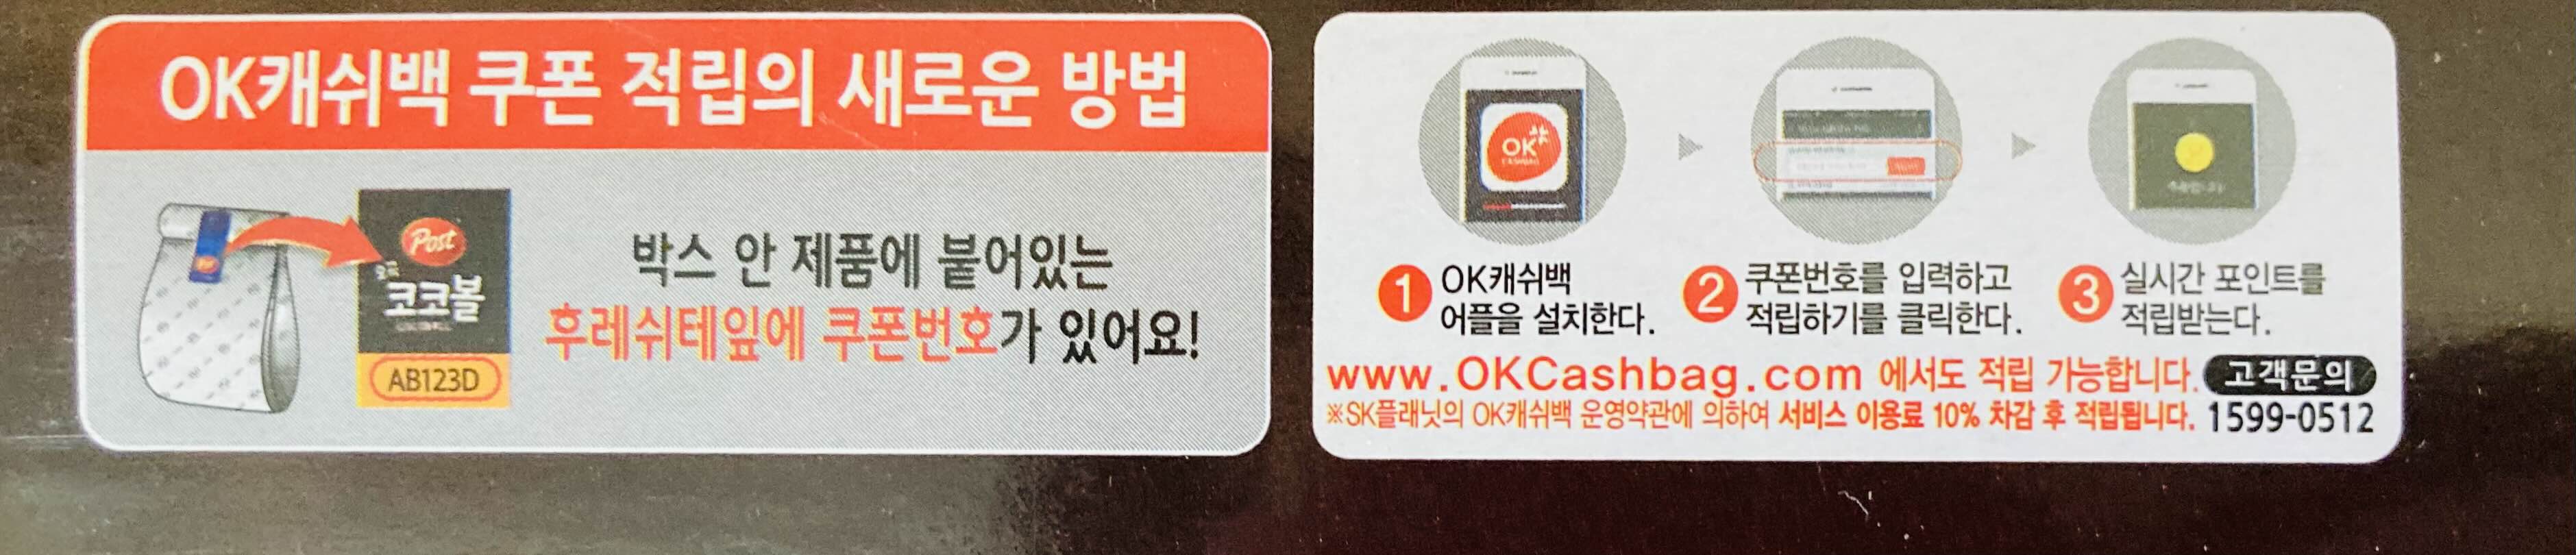 OK캐쉬백 쿠폰 적립의 새로운 방법
Post
코코볼
AB123D
박스 안 제품에 붙어있는
후레쉬테잎에 쿠폰번호가 있어요!
OK
CASHBAG
1 OK캐쉬백
어플을 설치한다.
2 쿠폰번호를 입력하고
적립하기를 클릭한다.
3 실시간 포인트를
적립받는다.
www.OKCashbag.com 에서도 적립 가능합니다. 고객문의
※SK플래닛의 OK캐쉬백 운영약관에 의하여 서비스 이용료 10% 차감 후 적립됩니다. 1599-0512